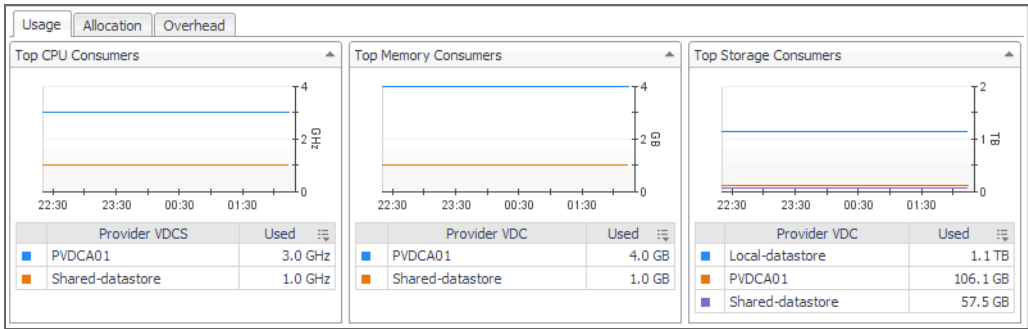 Usage Allocation Overhead
Top CPU Consumers
4
2
0
GHz
22:30 23:30 00:30 01:30
Provider VDCS Used
PVDCA01 3.0 GHz
Shared-datastore 1.0 GHz
Top Memory Consumers
4
2
0
GB
22:30 23:30 00:30 01:30
Provider VDC Used
PVDCA01 4.0 GB
Shared-datastore 1.0 GB
Top Storage Consumers
2
1
0
TB
22:30 23:30 00:30 01:30
Provider VDC Used
Local-datastore 1.1 TB
PVDCA01 106.1 GB
Shared-datastore 57.5 GB